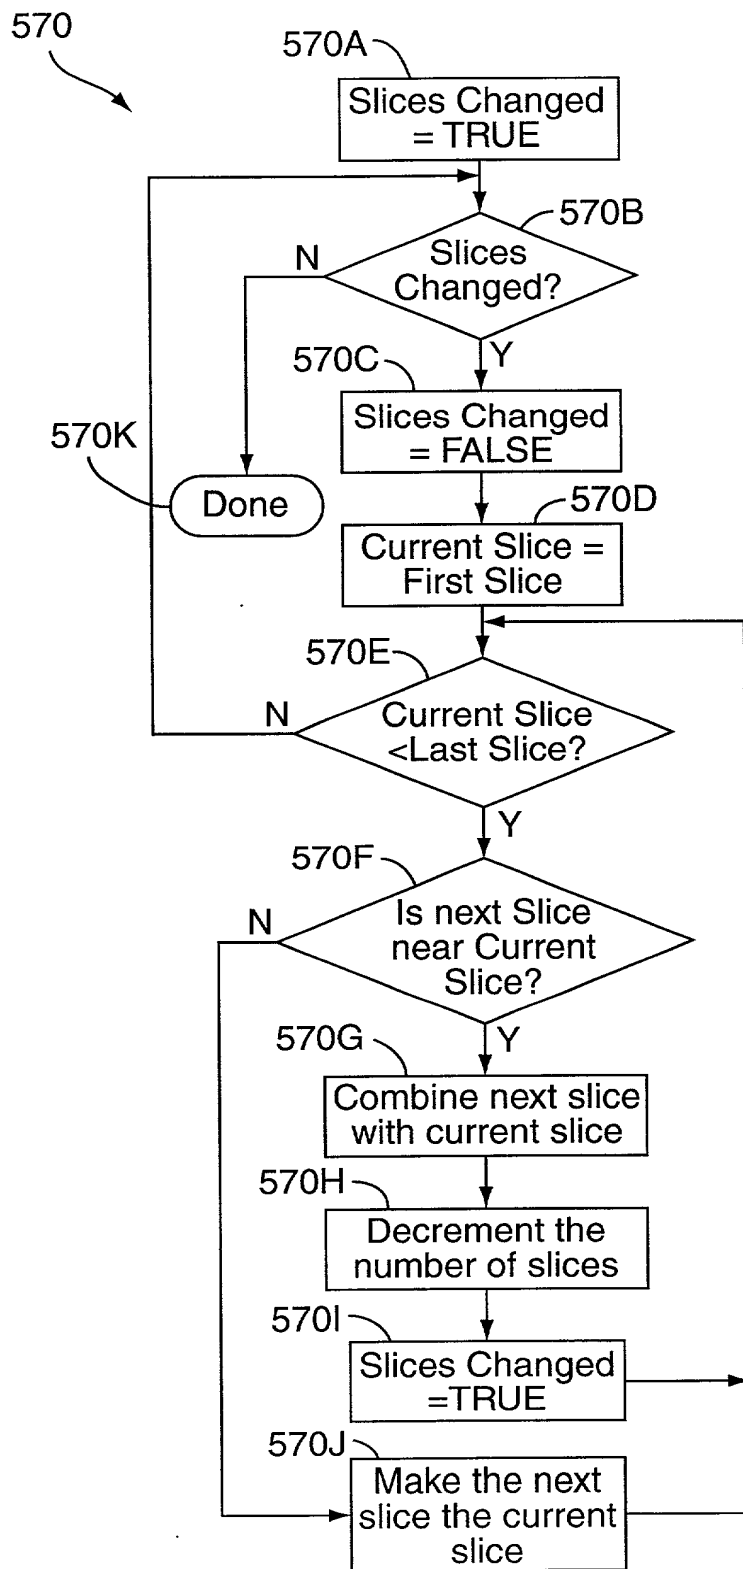 570
570A
Slices Changed
= TRUE
570B
N
Slices
Changed?
Y
570C
Slices Changed
= FALSE
570K
Done
570D
Current Slice =
First Slice
570E
N
Current Slice
<Last Slice?
Y
570F
N
Is next Slice
near Current
Slice?
Y
570G
Combine next slice
with current slice
570H
Decrement the
number of slices
570I
Slices Changed
=TRUE
570J
Make the next
slice the current
slice